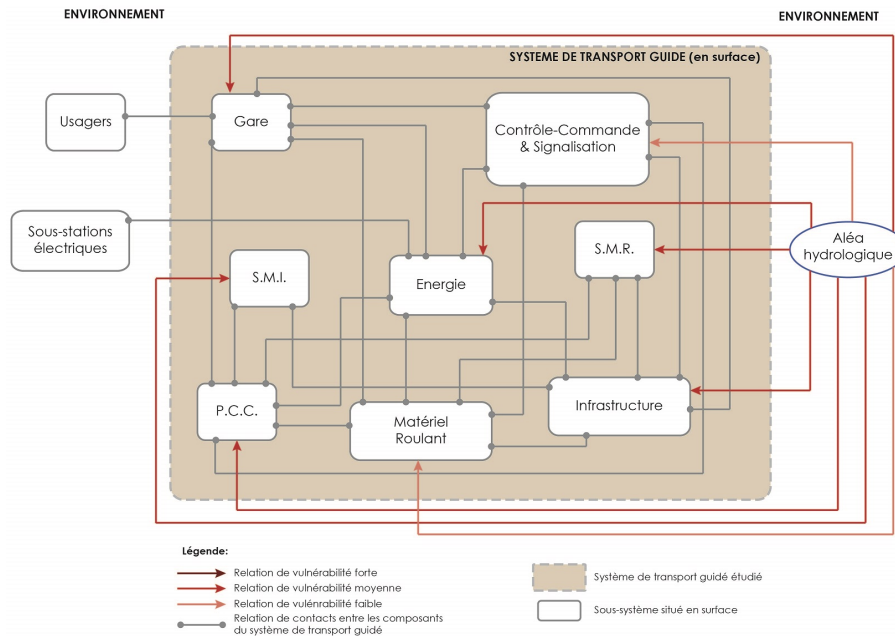 ENVIRONNEMENT
ENVIRONNEMENT
SYSTEME DE TRANSPORT GUIDE (en surface)
Usagers
Gare
Contrôle-Commande
& Signalisation
Sous-stations
électriques
S.M.I.
Energie
S.M.R.
Aléa
hydrologique
P.C.C.
Matériel
Roulant
Infrastructure
Légende:
Relation de vulnérabilité forte
Relation de vulnérabilité moyenne
Relation de vulnénrabilité faible
Relation de contacts entre les composants
du système de transport guidé
Système de transport guidé étudié
Sous-système situé en surface